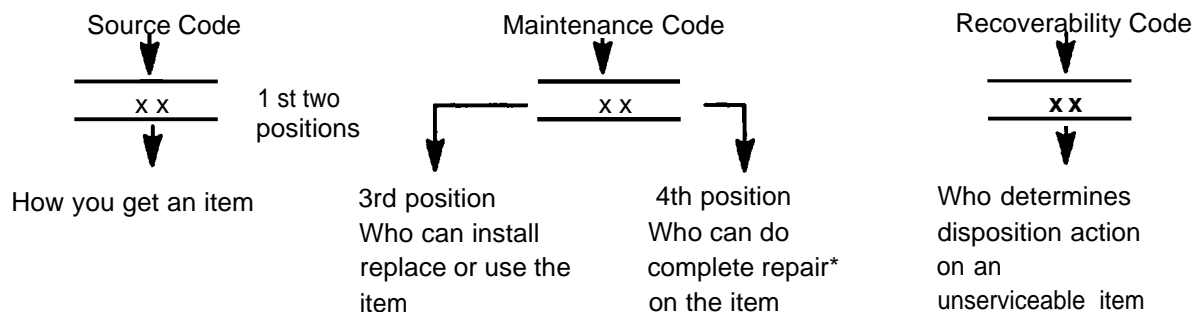 Source Code
Maintenance Code
Recoverability Code
x x
1 st two
positions
x x
x x
How you get an item
3rd position
Who can install
replace or use the
item
4th position
Who can do
complete repair*
on the item
Who determines
disposition action
on an
unserviceable item